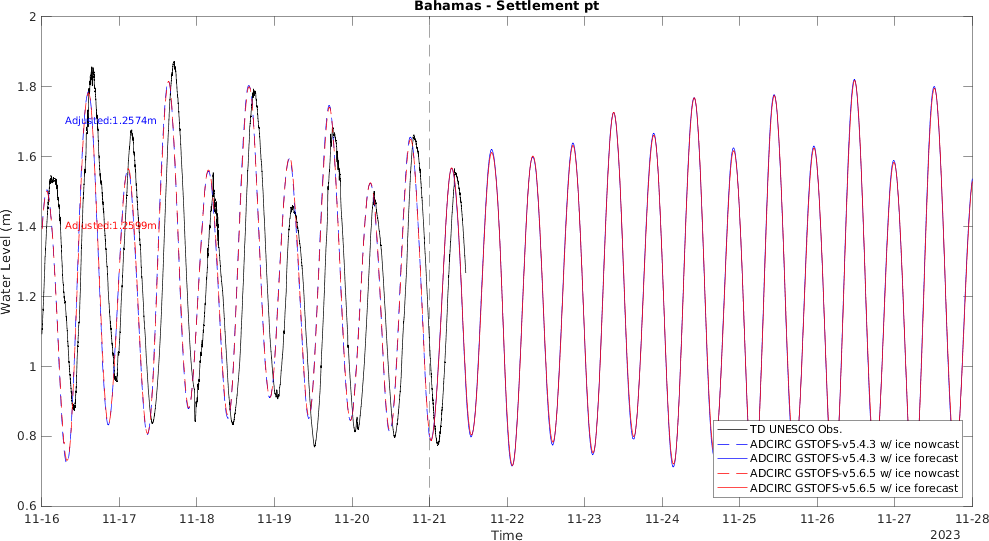 Bahamas - Settlement pt
Water Level (m)
2
1.8
1.6
1.4
1.2
1
0.8
0.6
Adjusted:1.2574m
Adjusted:1.2599m
TD UNESCO Obs.
ADCIRC GSTOFS-v5.4.3 w/ ice nowcast
ADCIRC GSTOFS-v5.4.3 w/ ice forecast
ADCIRC GSTOFS-v5.6.5 w/ ice nowcast
ADCIRC GSTOFS-v5.6.5 w/ ice forecast
11-16 11-17 11-18 11-19 11-20 11-21 11-22 11-23 11-24 11-25 11-26 11-27 11-28
Time
2023